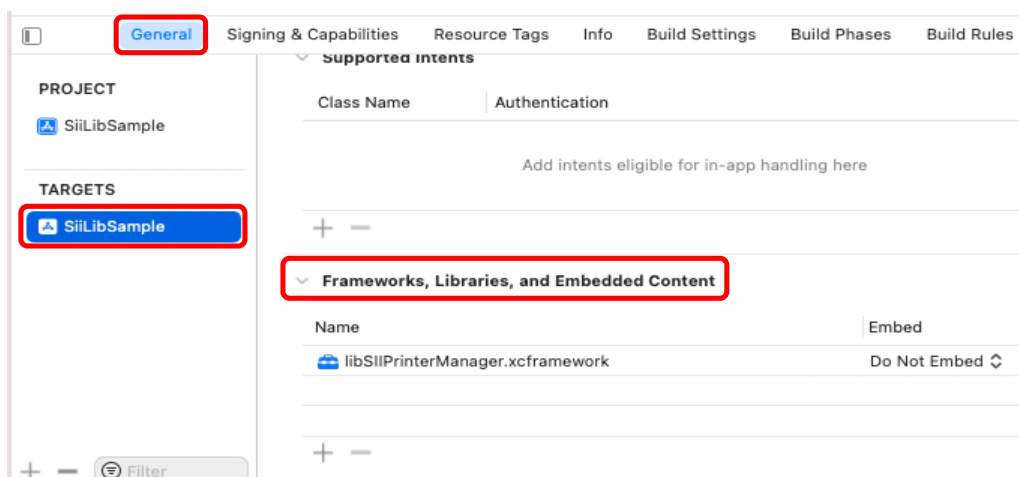 General Signing & Capabilities Resource Tags Info Build Settings Build Phases Build Rules
PROJECT
SiiLibSample
TARGETS
SiiLibSample
Filter
Supported Intents
Class Name Authentication
Add intents eligible for in-app handling here
Frameworks, Libraries, and Embedded Content
Name Embed
libSIIPrinterManager.xcframework Do Not Embed